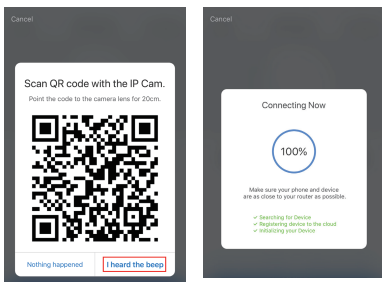 Cancel
Scan QR code with the IP Cam.
Point the code to the camera lens for 20cm.
Nothing happened
I heard the beep
Cancel
Connecting Now
100%
Make sure your phone and device
are as close to your router as possible.
✓ Searching for Device
✓ Registering device to the cloud
✓ Initializing your Device